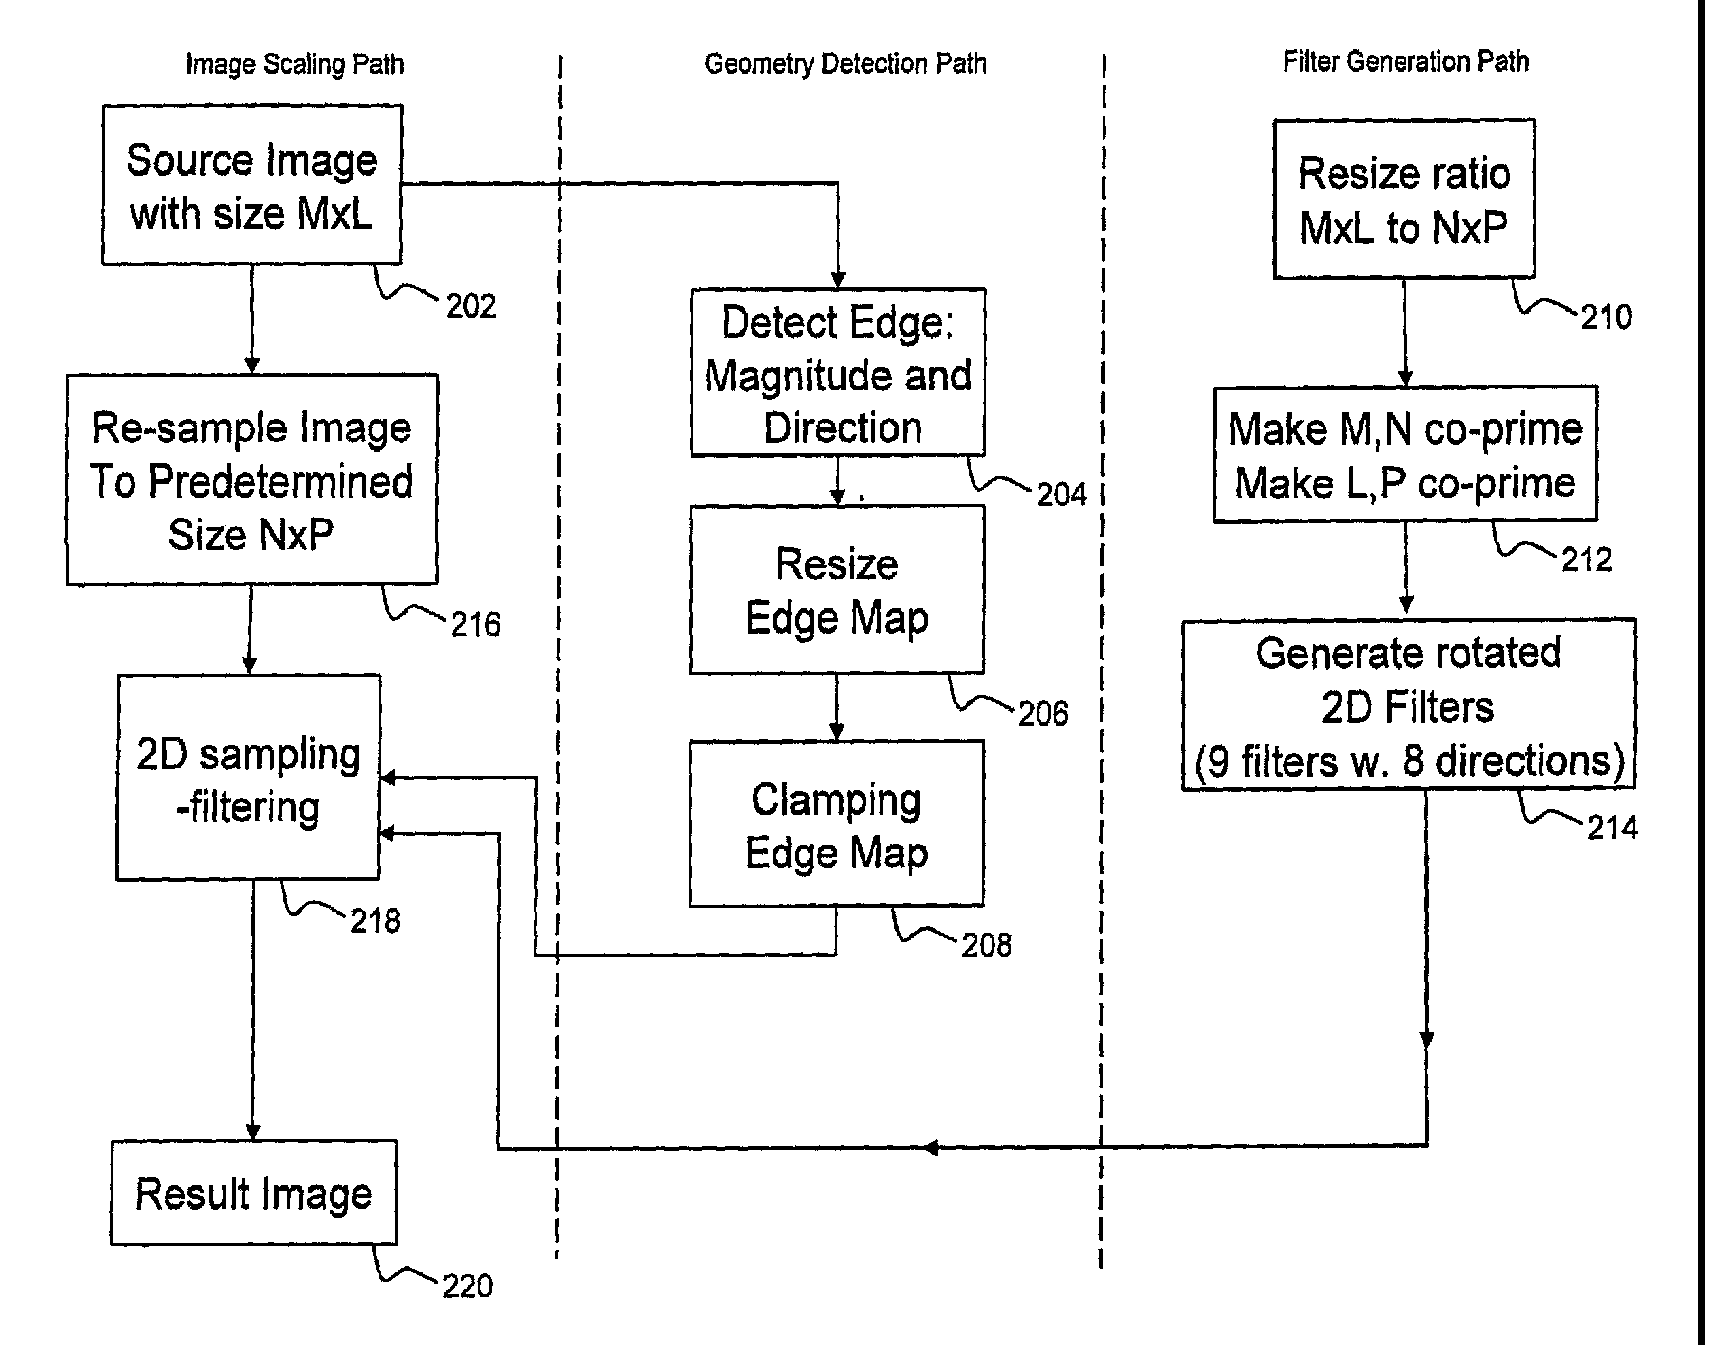 Image Scaling Path
Geometry Detection Path
Filter Generation Path
Source Image
with size MxL
202
Re-sample Image
To Predetermined
Size NxP
216
2D sampling
-filtering
218
Result Image
220
Detect Edge:
Magnitude and
Direction
204
Resize
Edge Map
206
Clamping
Edge Map
208
Resize ratio
MxL to NxP
210
Make M,N co-prime
Make L,P co-prime
212
Generate rotated
2D Filters
(9 filters w. 8 directions)
214